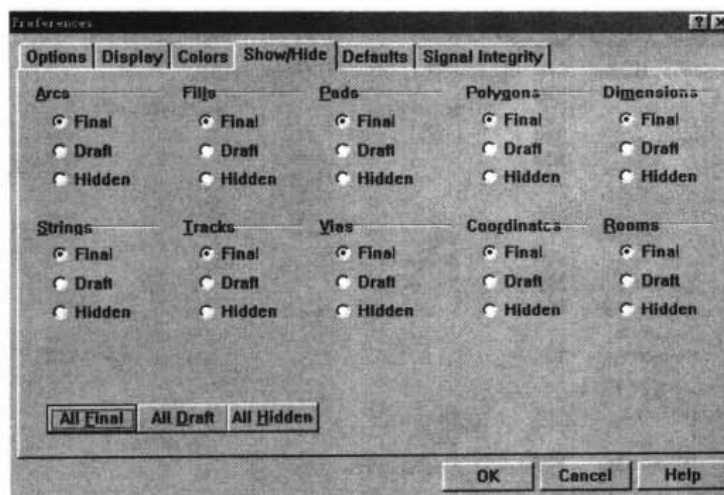 Preferences
Options Display Colors Show/Hide Defaults Signal Integrity
Arcs Fills Pads Polygons Dimensions
Final Final Final Final Final
Draft Draft Draft Draft Draft
Hidden Hidden Hidden Hidden Hidden
Strings Tracks Vias Coordinates Rooms
Final Final Final Final Final
Draft Draft Draft Draft Draft
Hidden Hidden Hidden Hidden Hidden
All Final All Draft All Hidden
OK Cancel Help